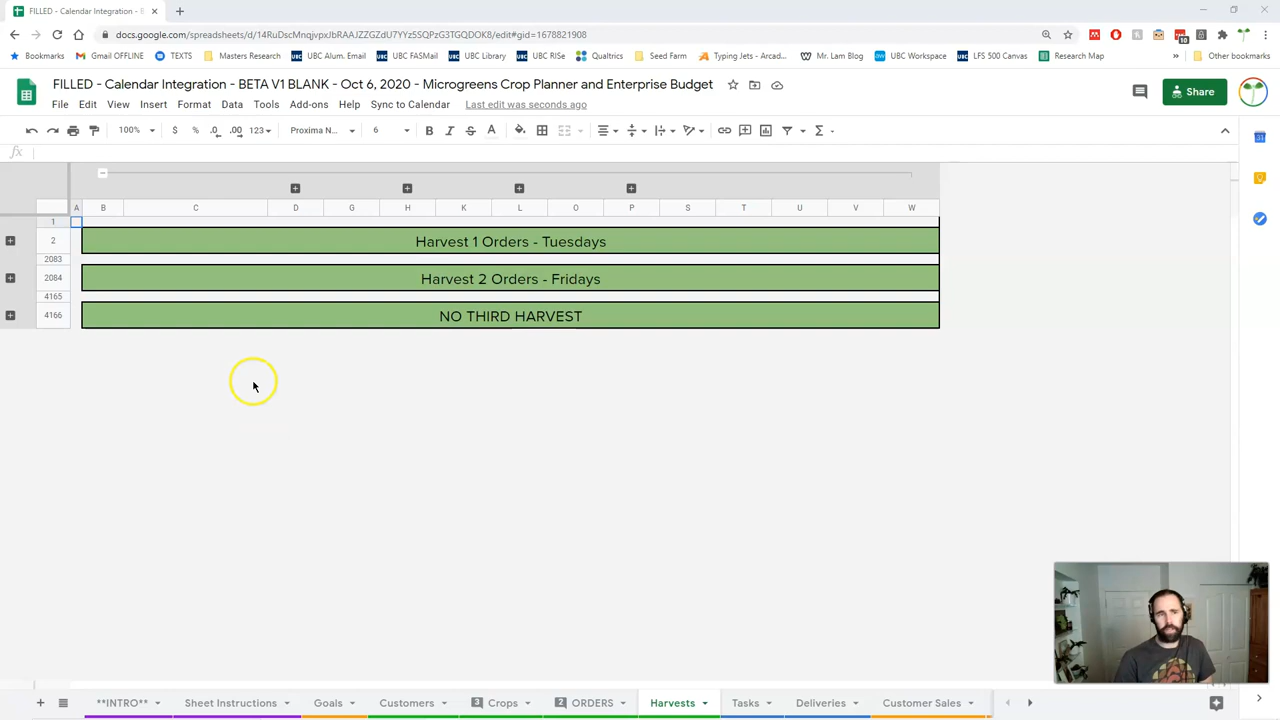 FILLED - Calendar Integration - E
docs.google.com/spreadsheets/d/14RuDscMnqjvpxJbRAAJZZGZdU7YYz5SQPzG3TGQDOK8/edit#gid=1678821908
Bookmarks Gmail OFFLINE TEXTS Masters Research UBC Alum. Email UBC FASMail UBC Library UBC RISe Qualtrics Seed Farm Typing Jets - Arcad... Mr. Lam Blog UBC Workspace LFS 500 Canvas Research Map Other bookmarks
FILLED - Calendar Integration - BETA V1 BLANK - Oct 6, 2020 - Microgreens Crop Planner and Enterprise Budget
File Edit View Insert Format Data Tools Add-ons Help Sync to Calendar Last edit was seconds ago
Share
100% $ % .0 .00 123 Proxima N... 6 B I S A
fx
A B C D G H K L O P S T U V W
1
2 Harvest 1 Orders - Tuesdays
2083
2084 Harvest 2 Orders - Fridays
4165
4166 NO THIRD HARVEST
**INTRO** Sheet Instructions Goals Customers 3 Crops 2 ORDERS Harvests Tasks Deliveries Customer Sales